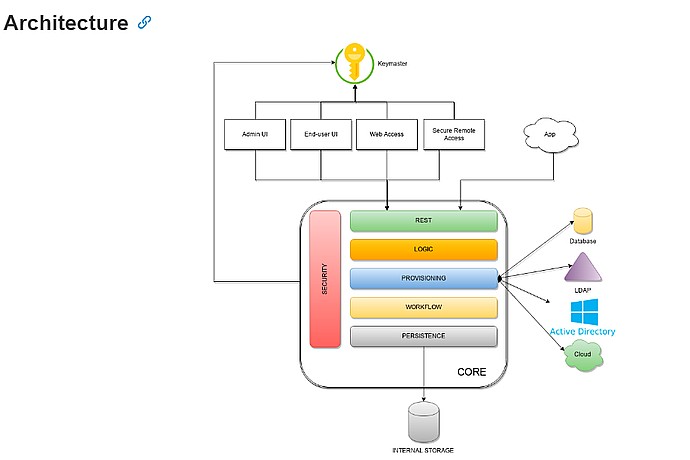 Architecture
Keymaster
Admin UI
End-user UI
Web Access
Secure Remote
Access
App
REST
LOGIC
PROVISIONING
WORKFLOW
PERSISTENCE
SECURITY
CORE
Database
LDAP
Active Directory
Cloud
INTERNAL STORAGE